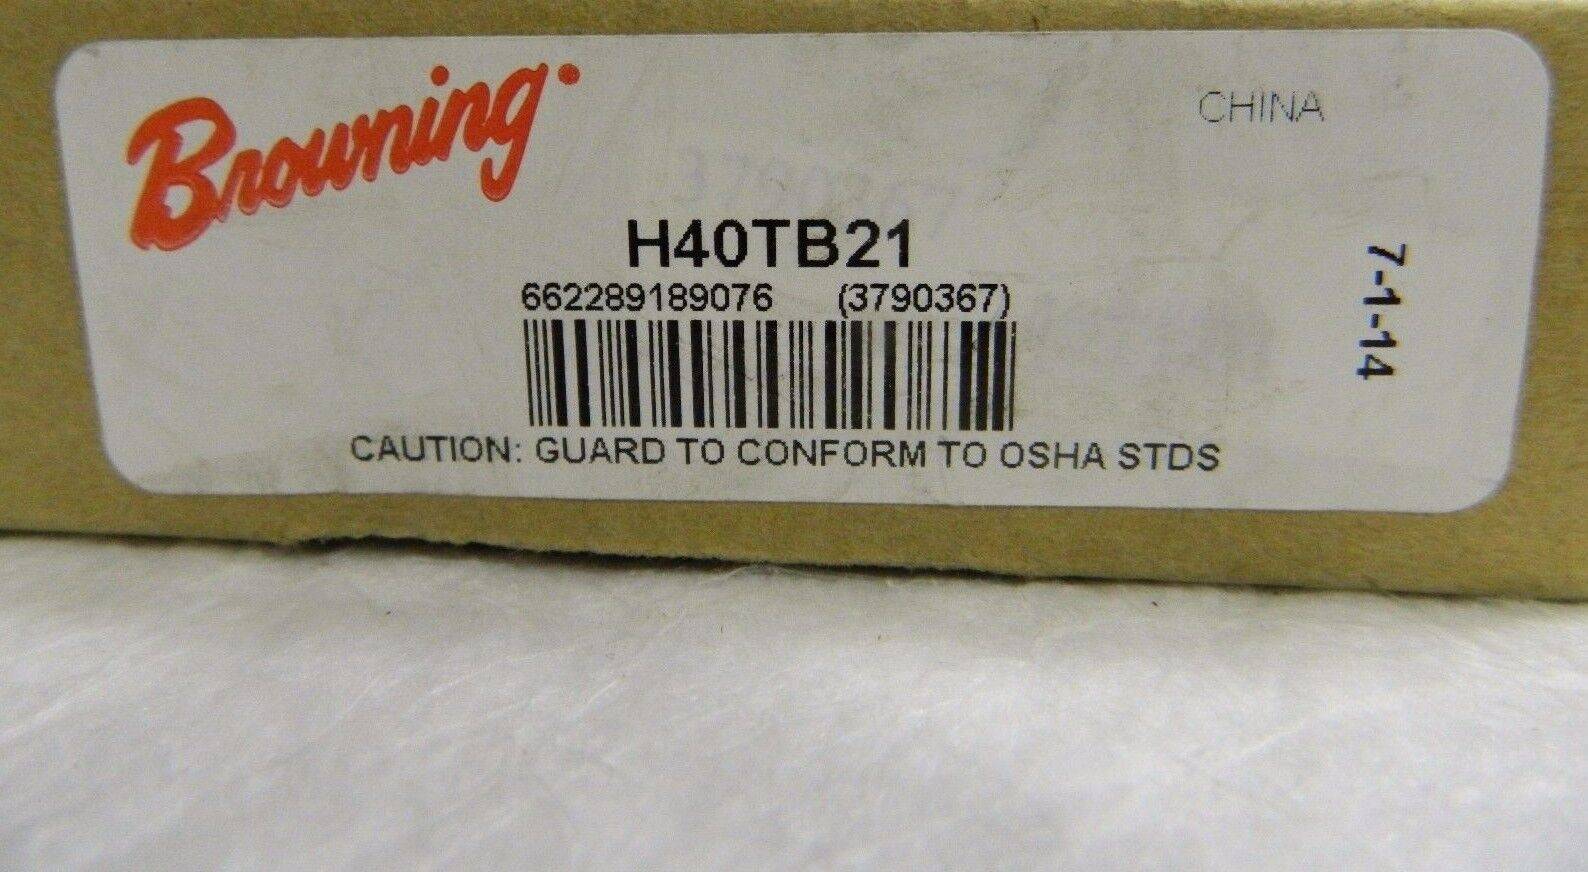 Browning
CHINA
H40TB21
662289189076 (3790367)
CAUTION: GUARD TO CONFORM TO OSHA STDS
7-1-14